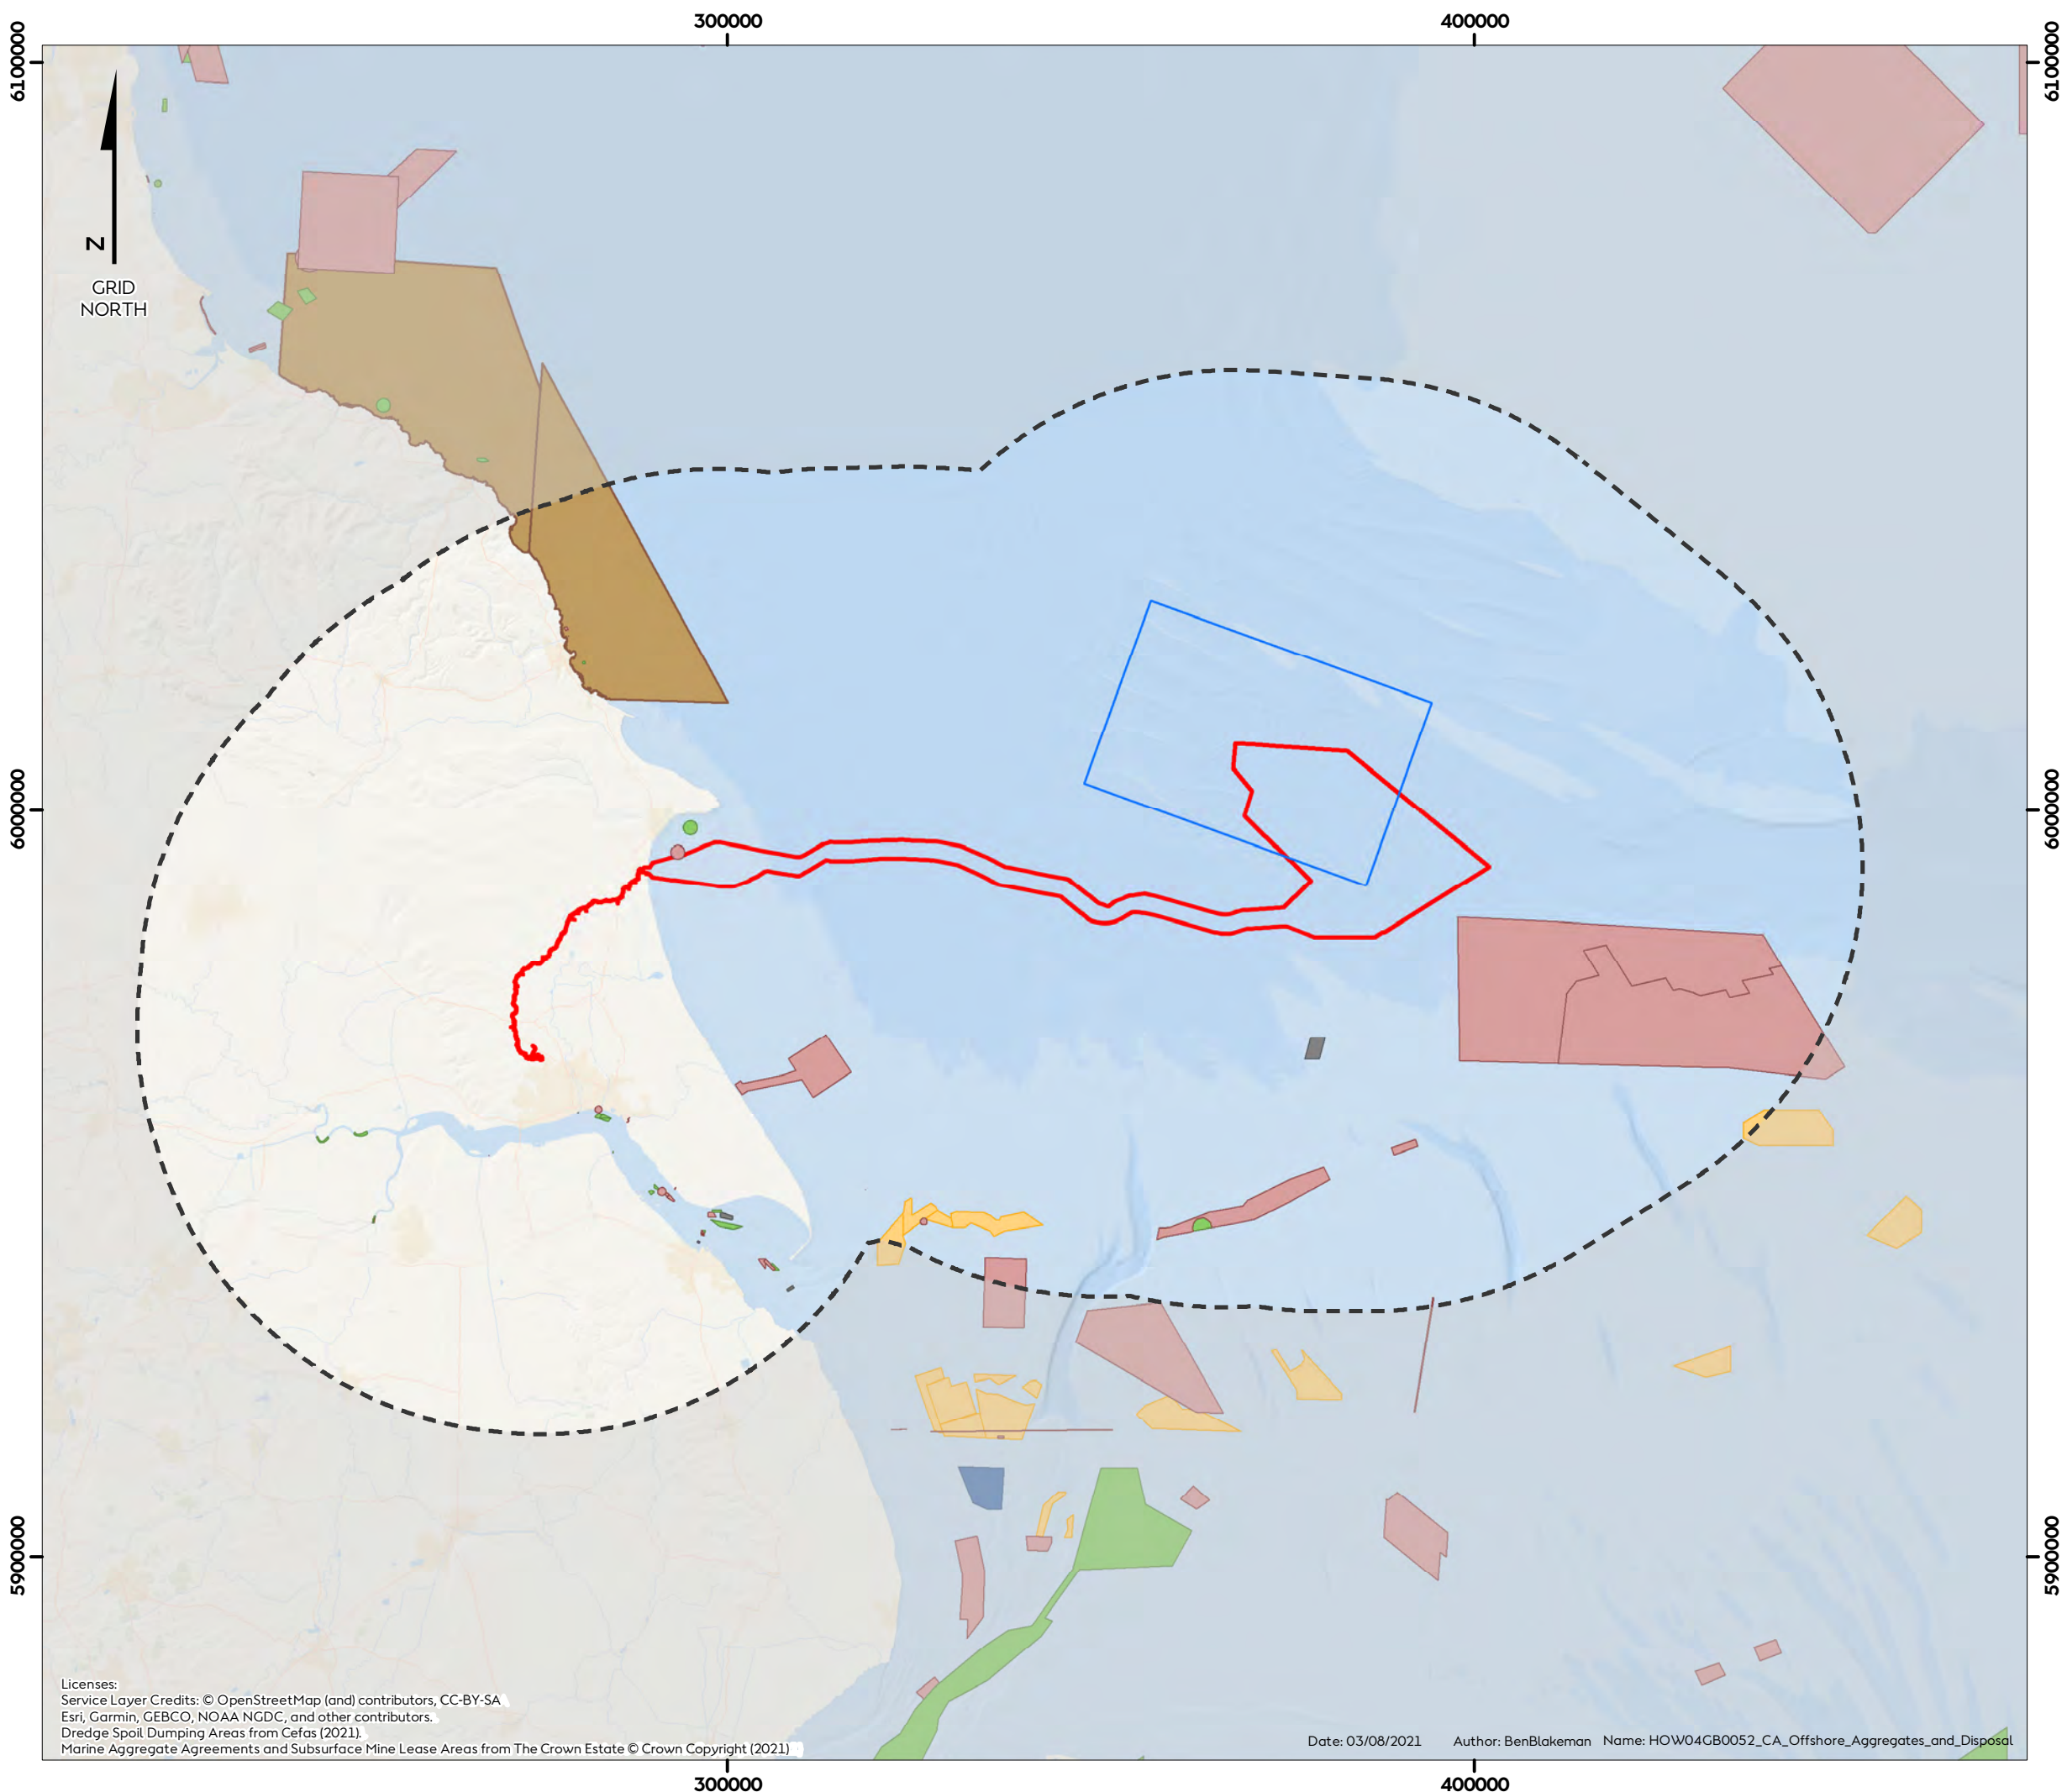 300000
400000
6100000
6100000
N
GRID
NORTH
6000000
6000000
5900000
5900000
Licenses:
Service Layer Credits: © OpenStreetMap (and) contributors, CC-BY-SA
Esri, Garmin, GEBCO, NOAA NGDC, and other contributors.
Dredge Spoil Dumping Areas from Cefas (2021).
Marine Aggregate Agreements and Subsurface Mine Lease Areas from The Crown Estate © Crown Copyright (2021)
Date: 03/08/2021 Author: BenBlakeman Name: HOW04GB0052_CA_Offshore_Aggregates_and_Disposal
300000
400000